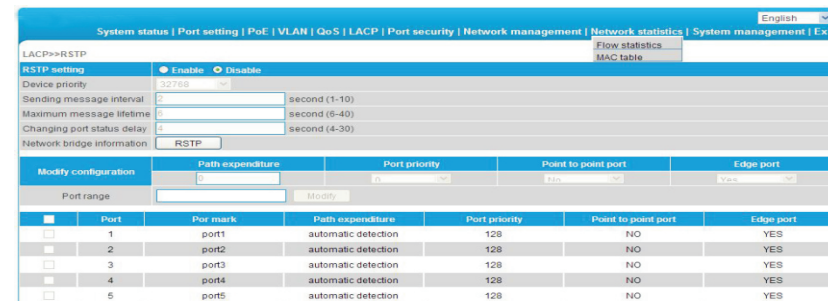 English
System status | Port setting | PoE | VLAN | QoS | LACP | Port security | Network management | Network statistics | System management | Ex
Flow statistics
MAC table
LACP>>RSTP
RSTP setting Enable Disable
Device priority 32768
Sending message interval 2 second (1-10)
Maximum message lifetime 6 second (6-40)
Changing port status delay 4 second (4-30)
Network bridge information RSTP
Modify configuration Path expenditure Port priority Point to point port Edge port
0 0 No Yes
Port range Modify
Port Por mark Path expenditure Port priority Point to point port Edge port
1 port1 automatic detection 128 NO YES
2 port2 automatic detection 128 NO YES
3 port3 automatic detection 128 NO YES
4 port4 automatic detection 128 NO YES
5 port5 automatic detection 128 NO YES